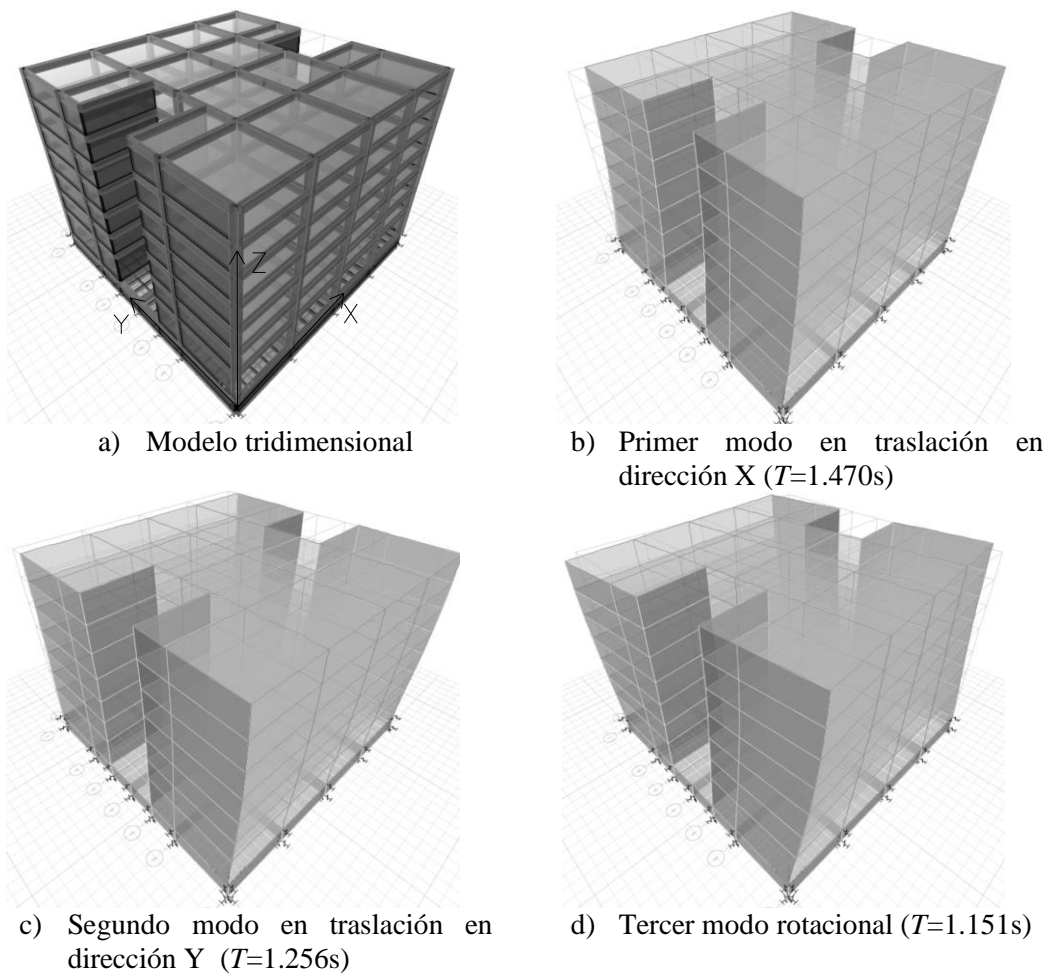 Z
X
Y
a) Modelo tridimensional
b) Primer modo en traslación en
dirección X (T=1.470s)
c) Segundo modo en traslación en
dirección Y (T=1.256s)
d) Tercer modo rotacional (T=1.151s)